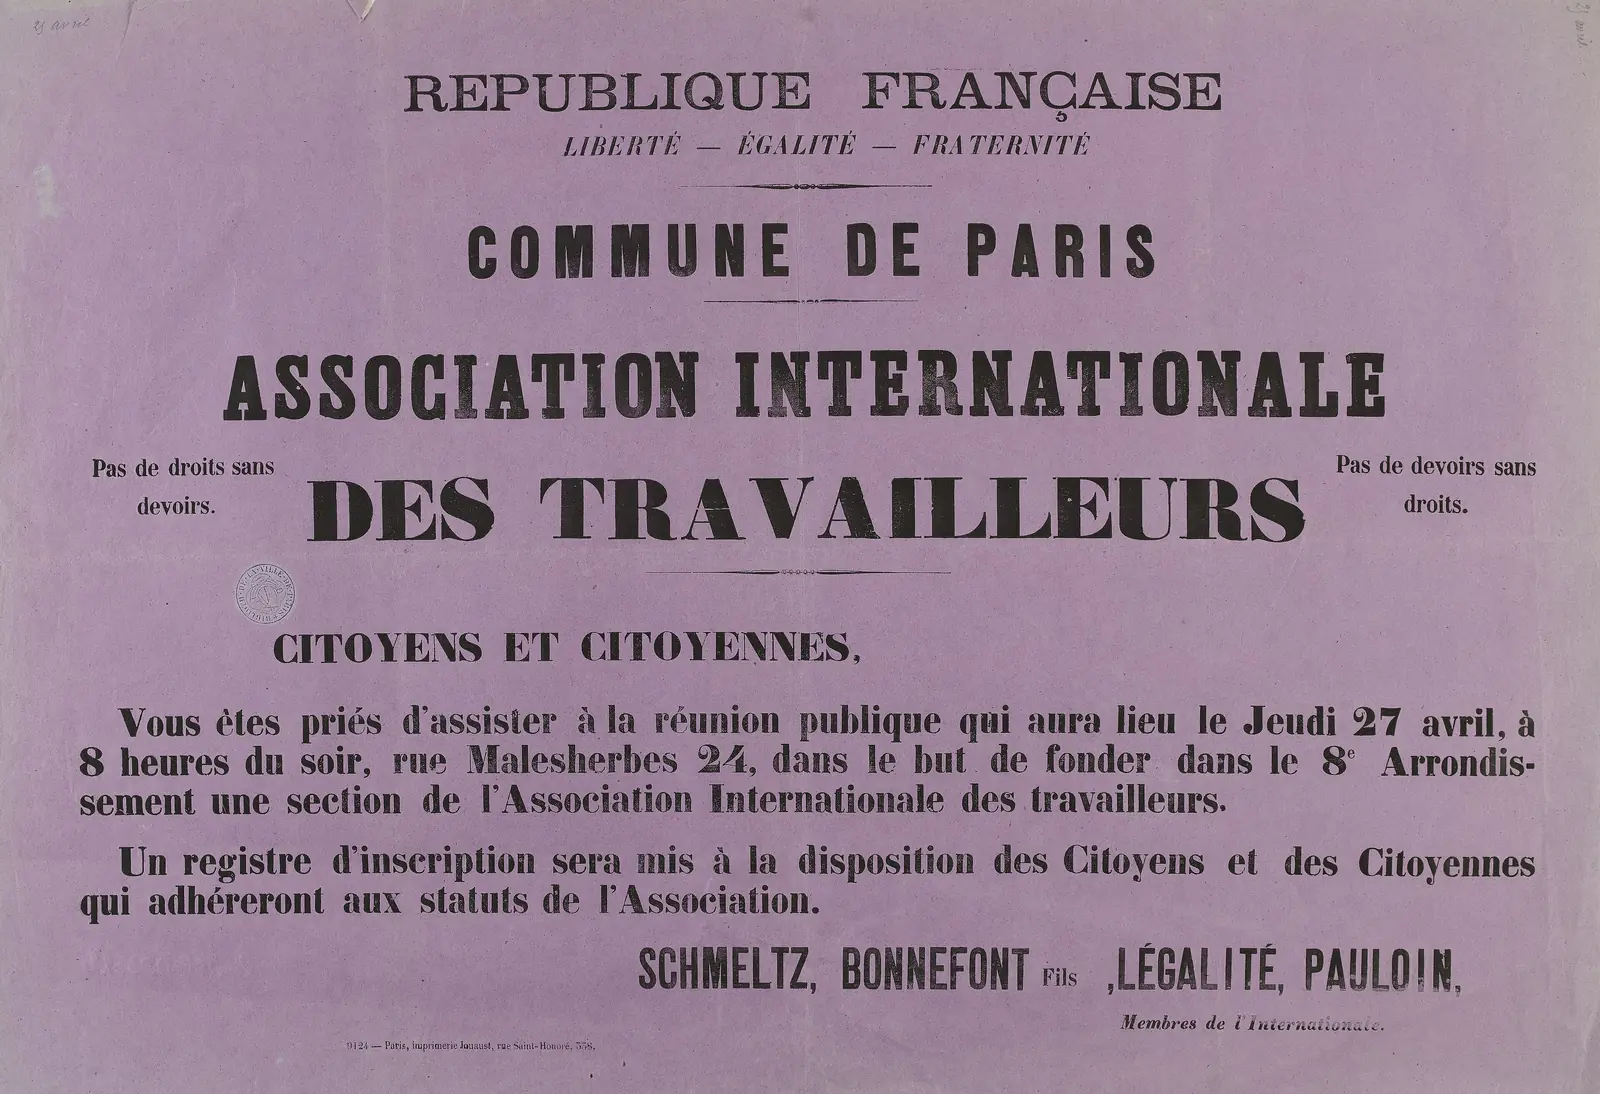 25 avril
REPUBLIQUE FRANÇAISE
LIBERTÉ — ÉGALITÉ — FRATERNITÉ
COMMUNE DE PARIS
ASSOCIATION INTERNATIONALE
Pas de droits sans
devoirs.
DES TRAVAILLEURS
Pas de devoirs sans
droits.
CITOYENS ET CITOYENNES,
Vous êtes priés d'assister à la réunion publique qui aura lieu le Jeudi 27 avril, à
8 heures du soir, rue Malesherbes 24, dans le but de fonder dans le 8e Arrondis-
sement une section de l'Association Internationale des travailleurs.
Un registre d'inscription sera mis à la disposition des Citoyens et des Citoyennes
qui adhéreront aux statuts de l'Association.
SCHMELTZ, BONNEFONT Fils ,LÉGALITÉ, PAULOIN,
Membres de l'Internationale.
9124 — Paris, imprimerie Jouaust, rue Saint-Honoré, 338.